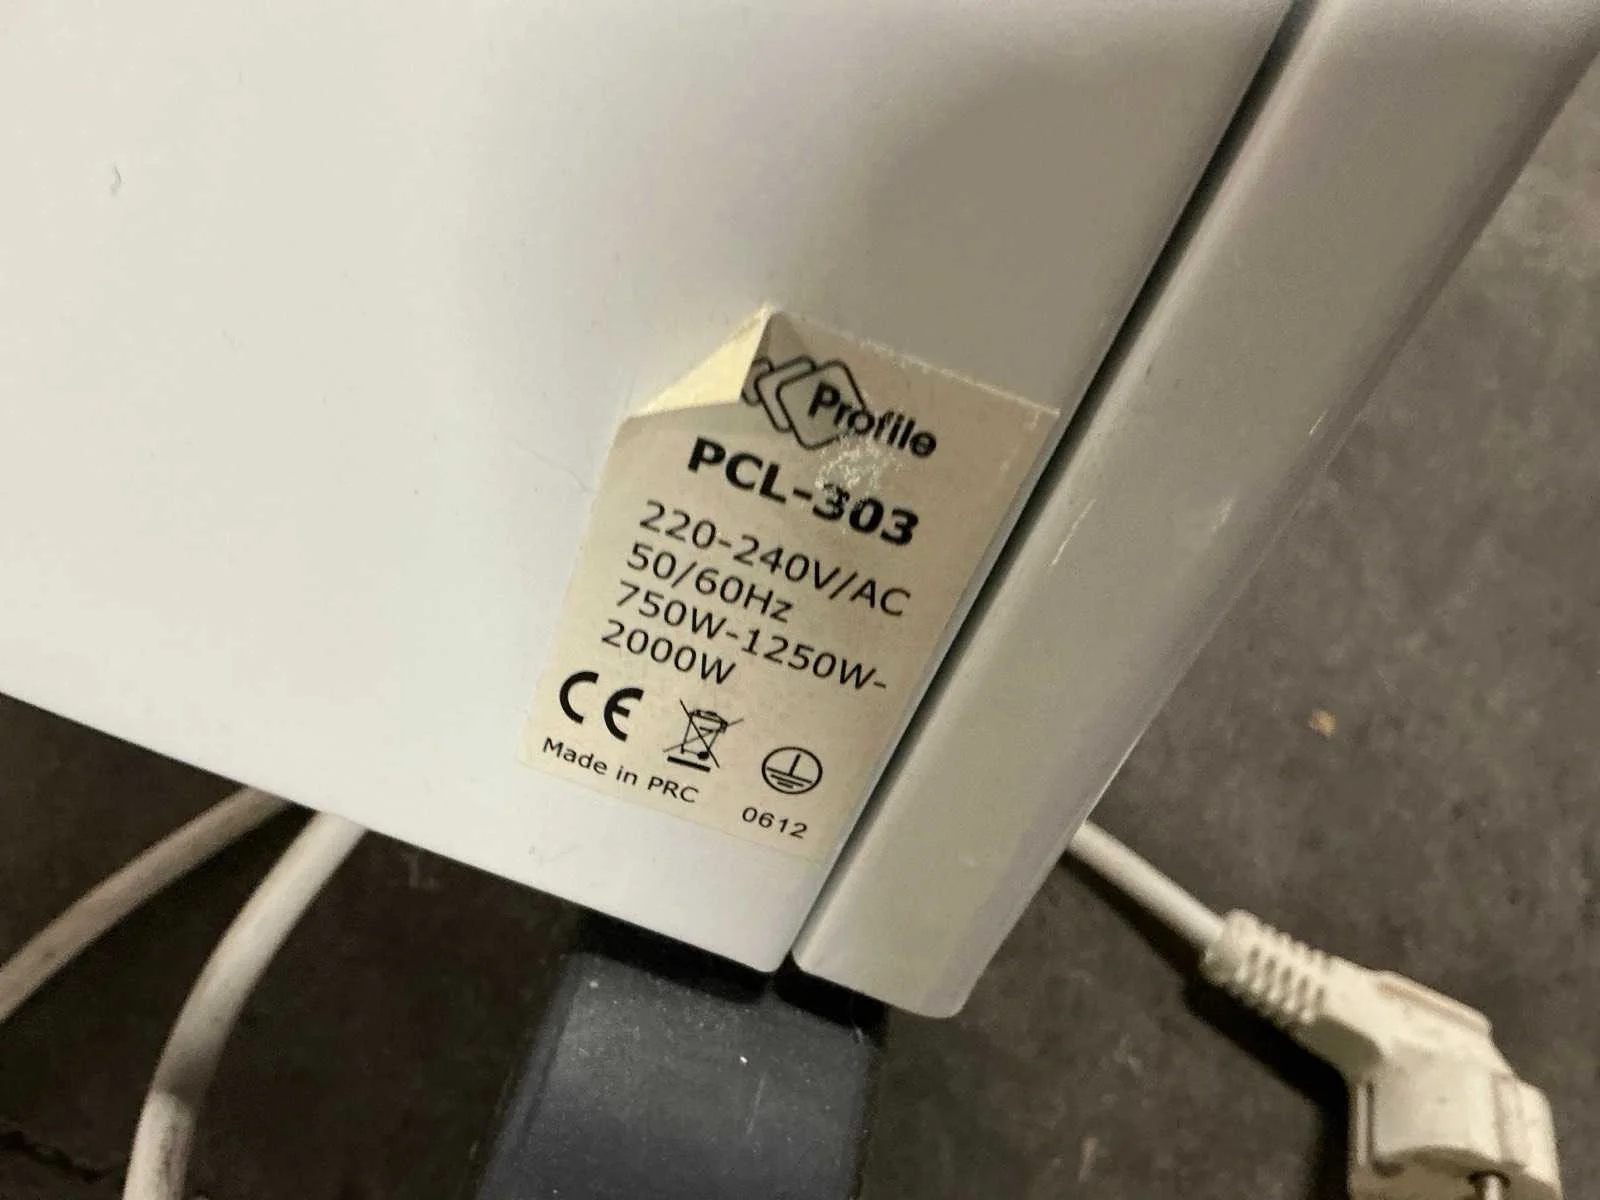 Profile
PCL-303
220-240V/AC
50/60Hz
750W-1250W-
2000W
CE
Made in PRC
0612